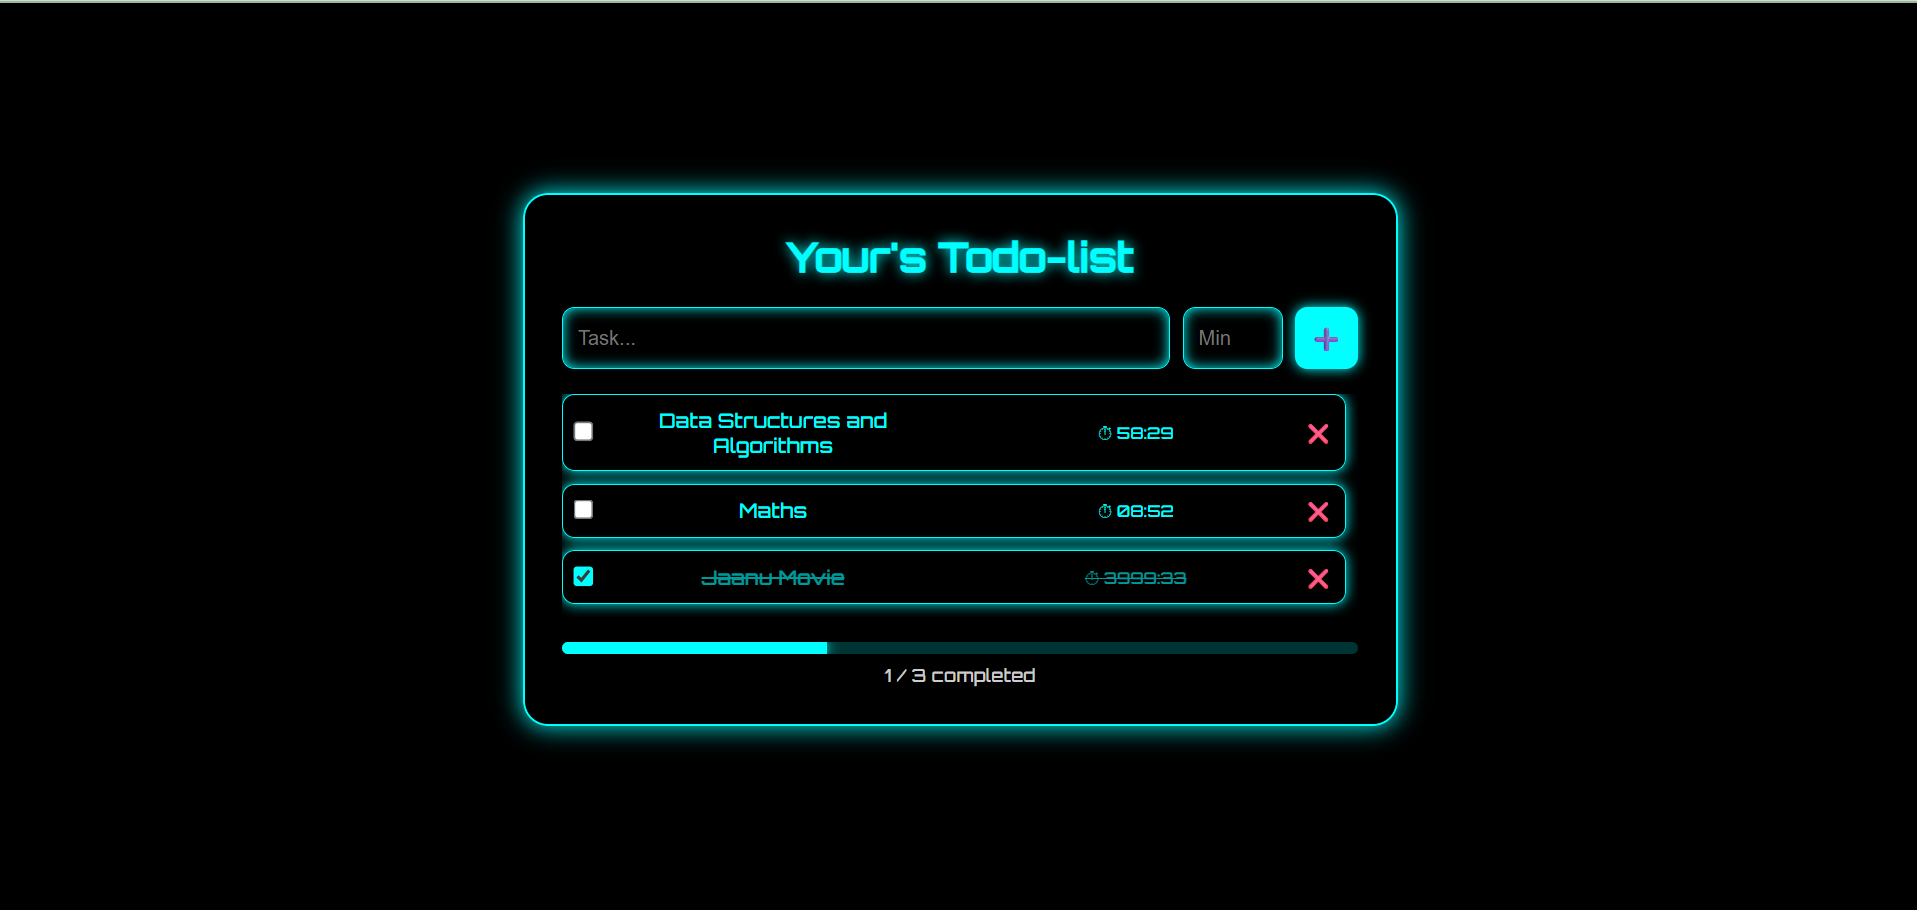 Your's Todo-list
Task...
Min
Data Structures and
Algorithms
⏱ 58:29
Maths
⏱ 08:52
Jaanu Movie
⏱ 3999:33
1 / 3 completed